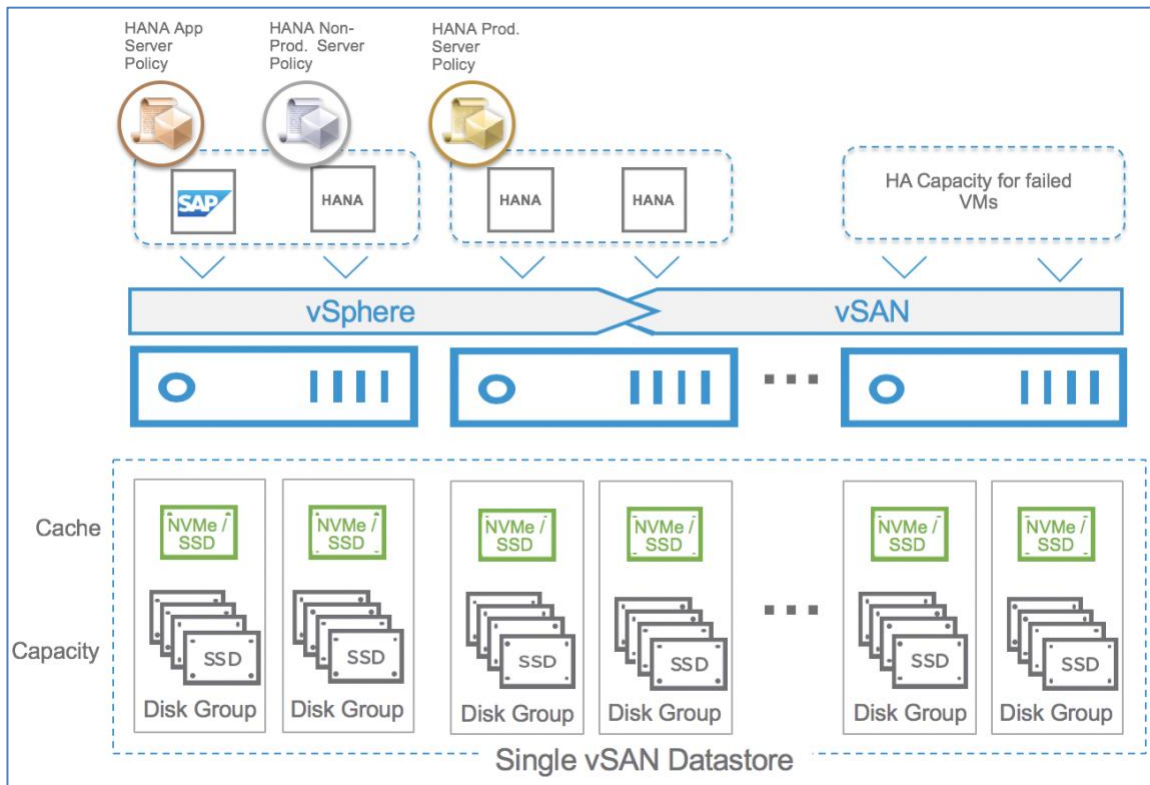 HANA App
Server
Policy
HANA Non-
Prod. Server
Policy
HANA Prod.
Server
Policy
SAP
HANA
HANA
HANA
HA Capacity for failed
VMs
vSphere
vSAN
...
Cache
NVMe /
SSD
NVMe /
SSD
NVMe /
SSD
NVMe /
SSD
NVMe /
SSD
NVMe /
SSD
...
Capacity
SSD
SSD
SSD
SSD
SSD
SSD
Disk Group
Disk Group
Disk Group
Disk Group
Disk Group
Disk Group
Single vSAN Datastore